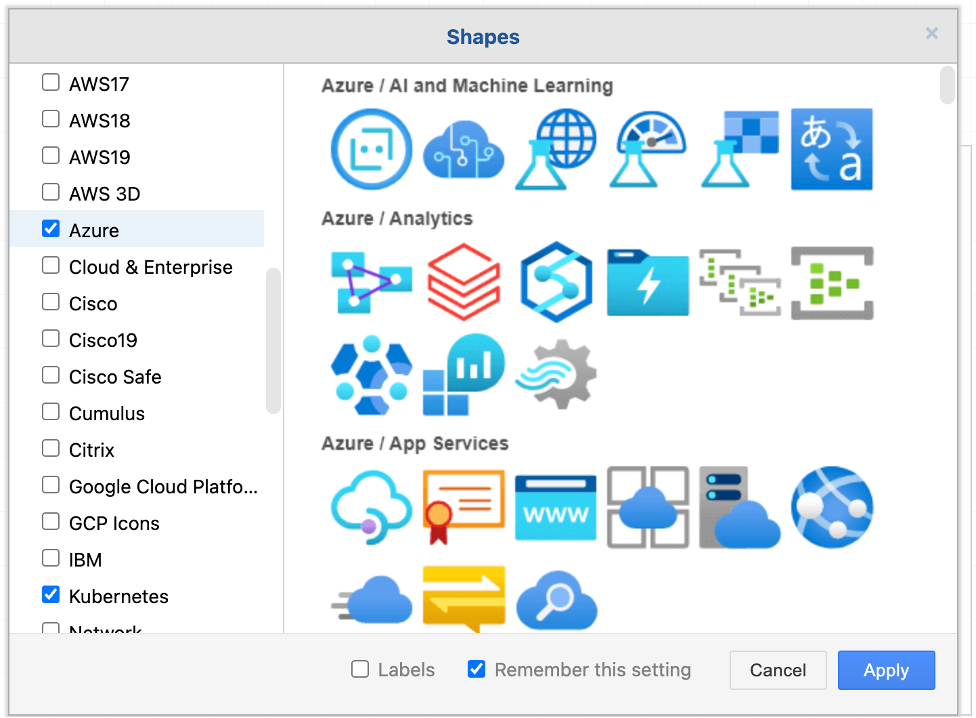 Shapes
×
AWS17
AWS18
AWS19
AWS 3D
Azure
Cloud & Enterprise
Cisco
Cisco19
Cisco Safe
Cumulus
Citrix
Google Cloud Platfo...
GCP Icons
IBM
Kubernetes
Network
Azure / AI and Machine Learning
あ
a
Azure / Analytics
Azure / App Services
WWW
Labels
Remember this setting
Cancel
Apply